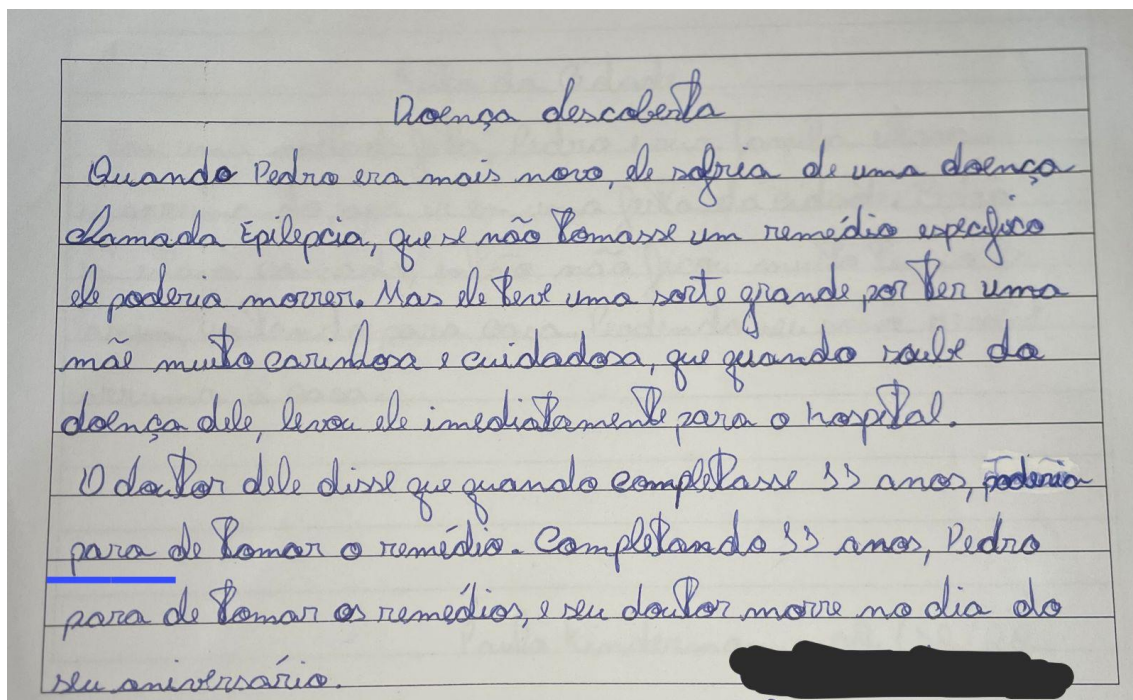 Doença descoberta
Quando Pedro era mais novo, ele sofria de uma doença
chamada Epilepcia, que se não tomasse um remédio específico
ele poderia morrer. Mas ele teve uma sorte grande por ter uma
mãe muito carinhosa e cuidadosa, que quando soube da
doença dele, levou ele imediatamente para o hospital.
O doutor dele disse que quando completasse 11 anos, poderia
para de tomar o remédio. Completando 11 anos, Pedro
para de tomar os remédios, e seu doutor morre no dia do
seu aniversário.